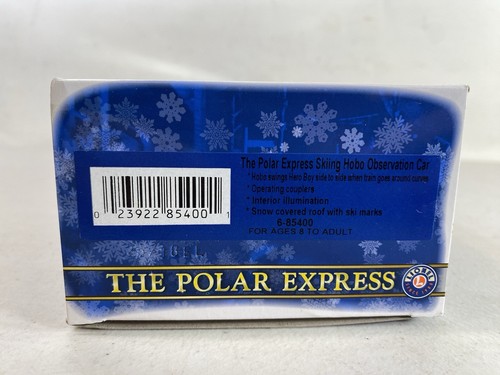 The Polar Express Skiing Hobo Observation Car
* Hobo swings Hero Boy side to side when train goes around curves
* Operating couplers
* Interior illumination
* Snow covered roof with ski marks
6-85400
FOR AGES 8 TO ADULT
0 23922 85400 1
THE POLAR EXPRESS
LIONEL